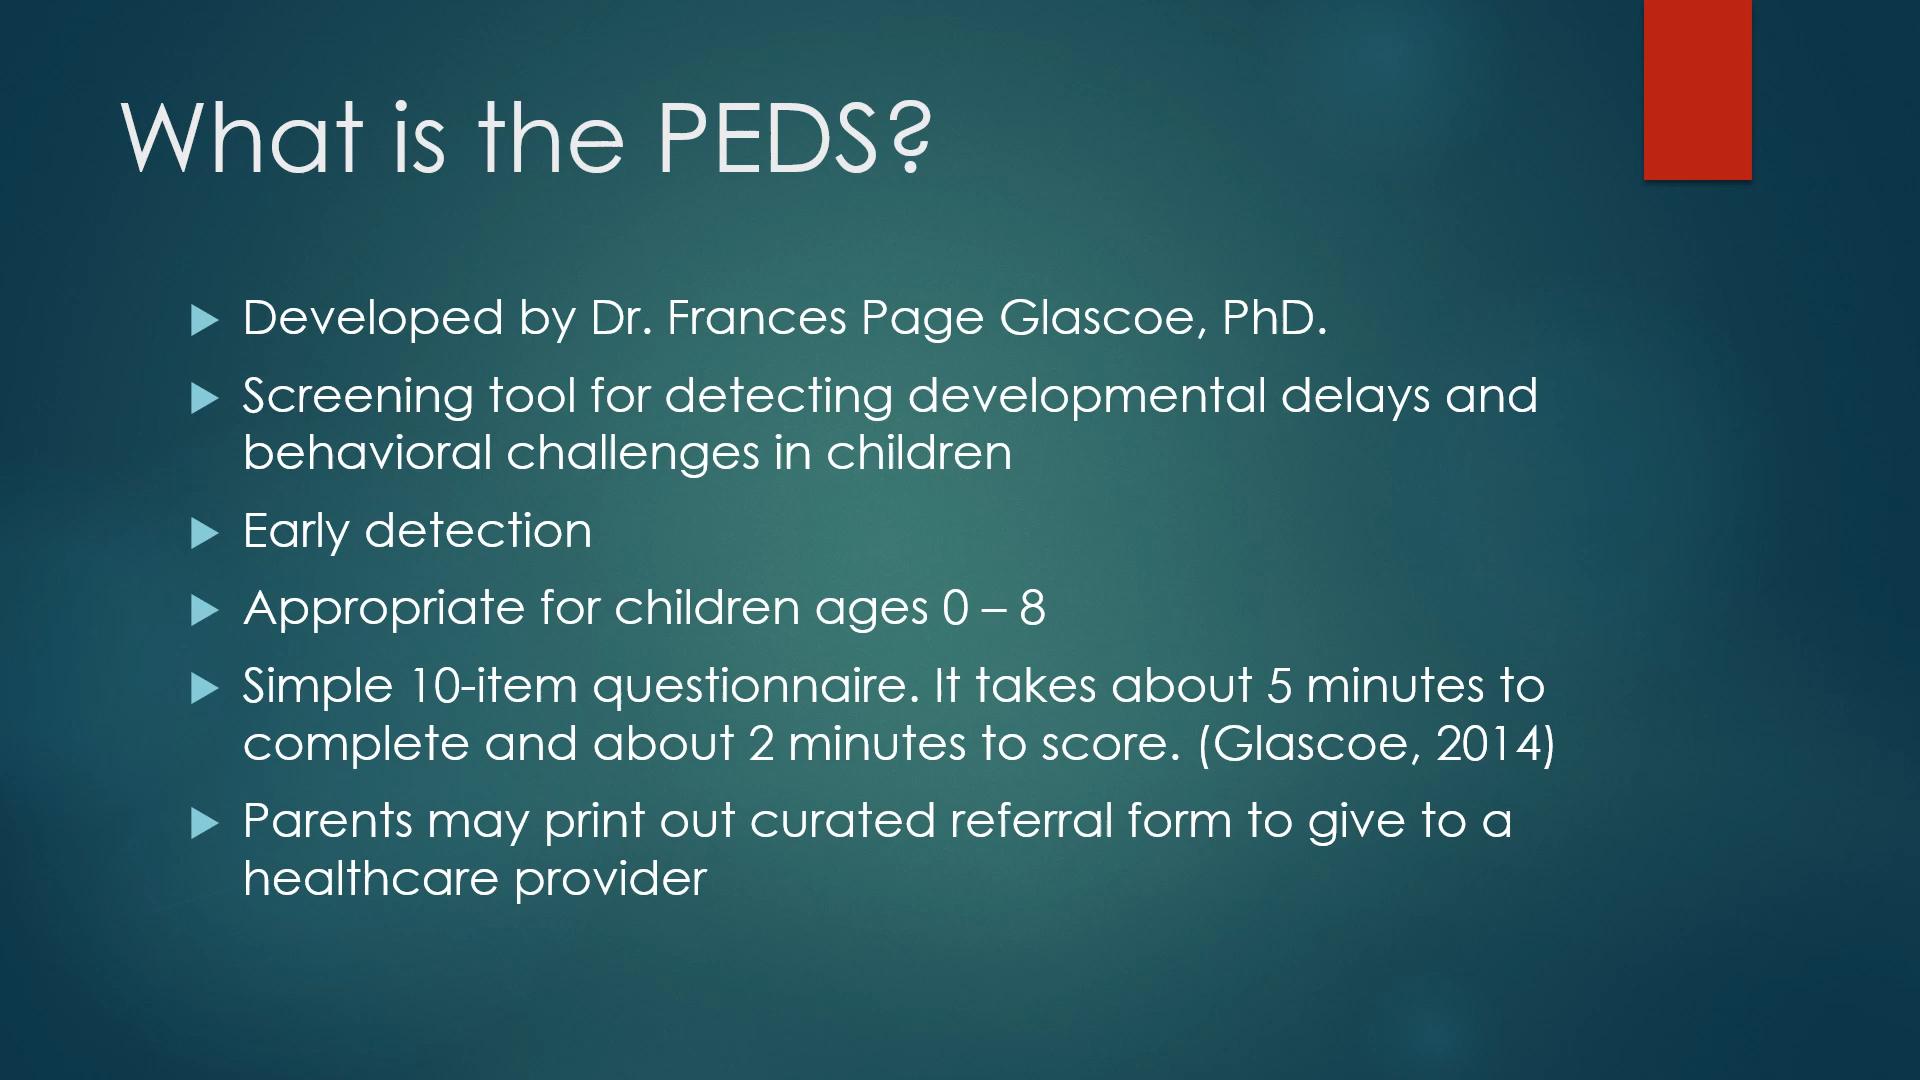 What is the PEDS?
Developed by Dr. Frances Page Glascoe, PhD.
Screening tool for detecting developmental delays and
behavioral challenges in children
Early detection
Appropriate for children ages 0 – 8
Simple 10-item questionnaire. It takes about 5 minutes to
complete and about 2 minutes to score. (Glascoe, 2014)
Parents may print out curated referral form to give to a
healthcare provider